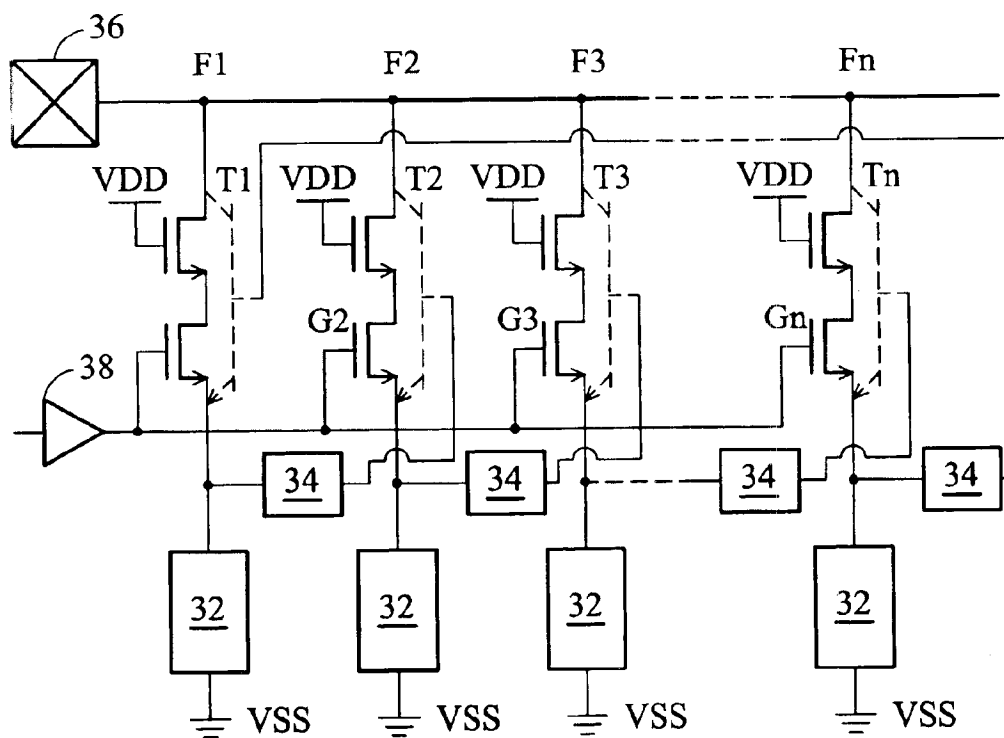 36
F1 F2 F3 Fn
VDD T1 VDD T2 VDD T3 VDD Tn
G2 G3 Gn
38
34 34 34 34
32 32 32 32
VSS VSS VSS VSS